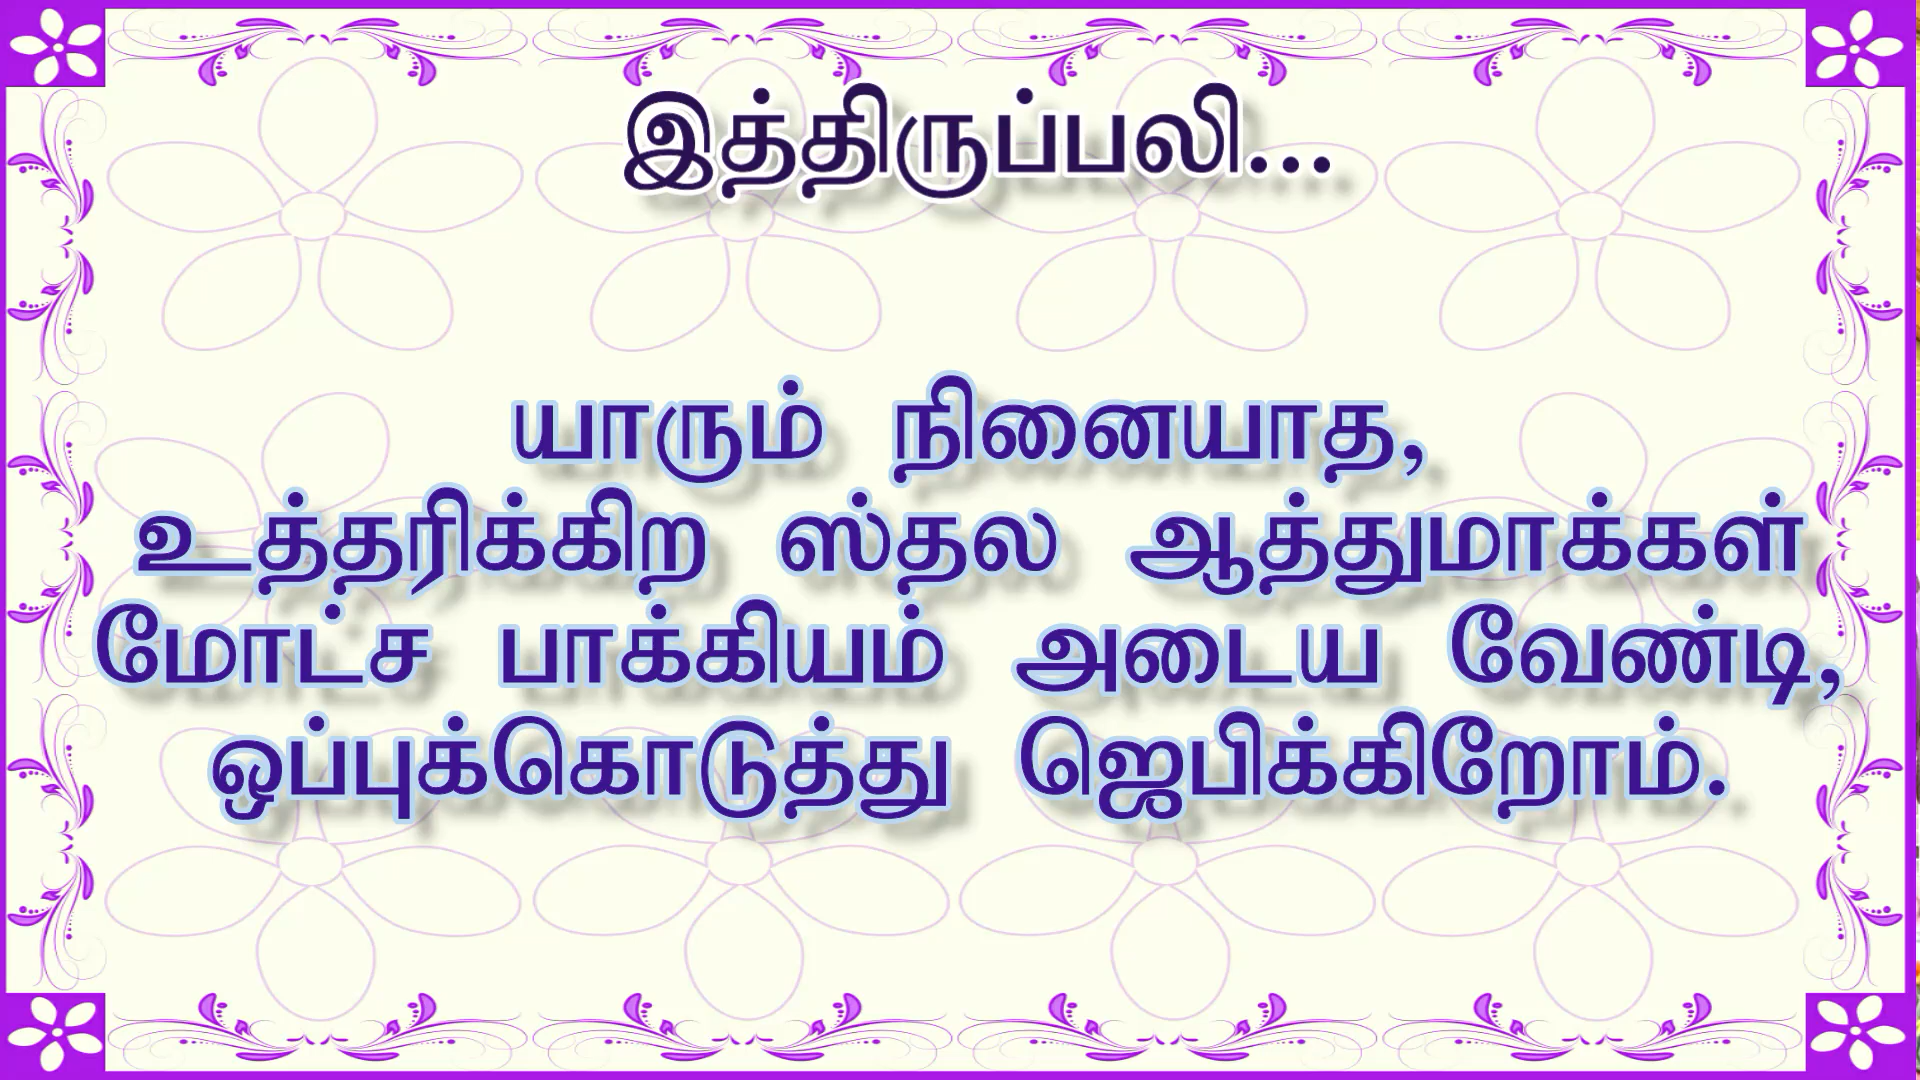 இத்திருப்பலி...
யாரும் நினையாத,
உத்தரிக்கிற ஸ்தல ஆத்துமாக்கள்
மோட்ச பாக்கியம் அடைய வேண்டி,
ஒப்புக்கொடுத்து ஜெபிக்கிறோம்.